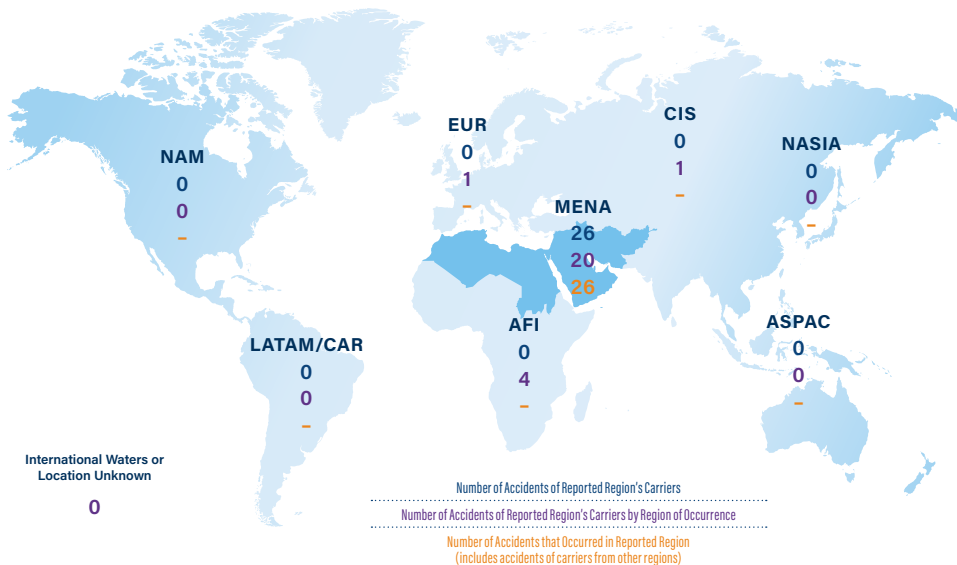 EUR
0
1
–
CIS
0
1
–
NASIA
0
0
–
NAM
0
0
–
MENA
26
20
26
AFI
0
4
–
ASPAC
0
0
–
LATAM/CAR
0
0
–
International Waters or
Location Unknown
0
Number of Accidents of Reported Region's Carriers
Number of Accidents of Reported Region's Carriers by Region of Occurrence
Number of Accidents that Occurred in Reported Region
(includes accidents of carriers from other regions)